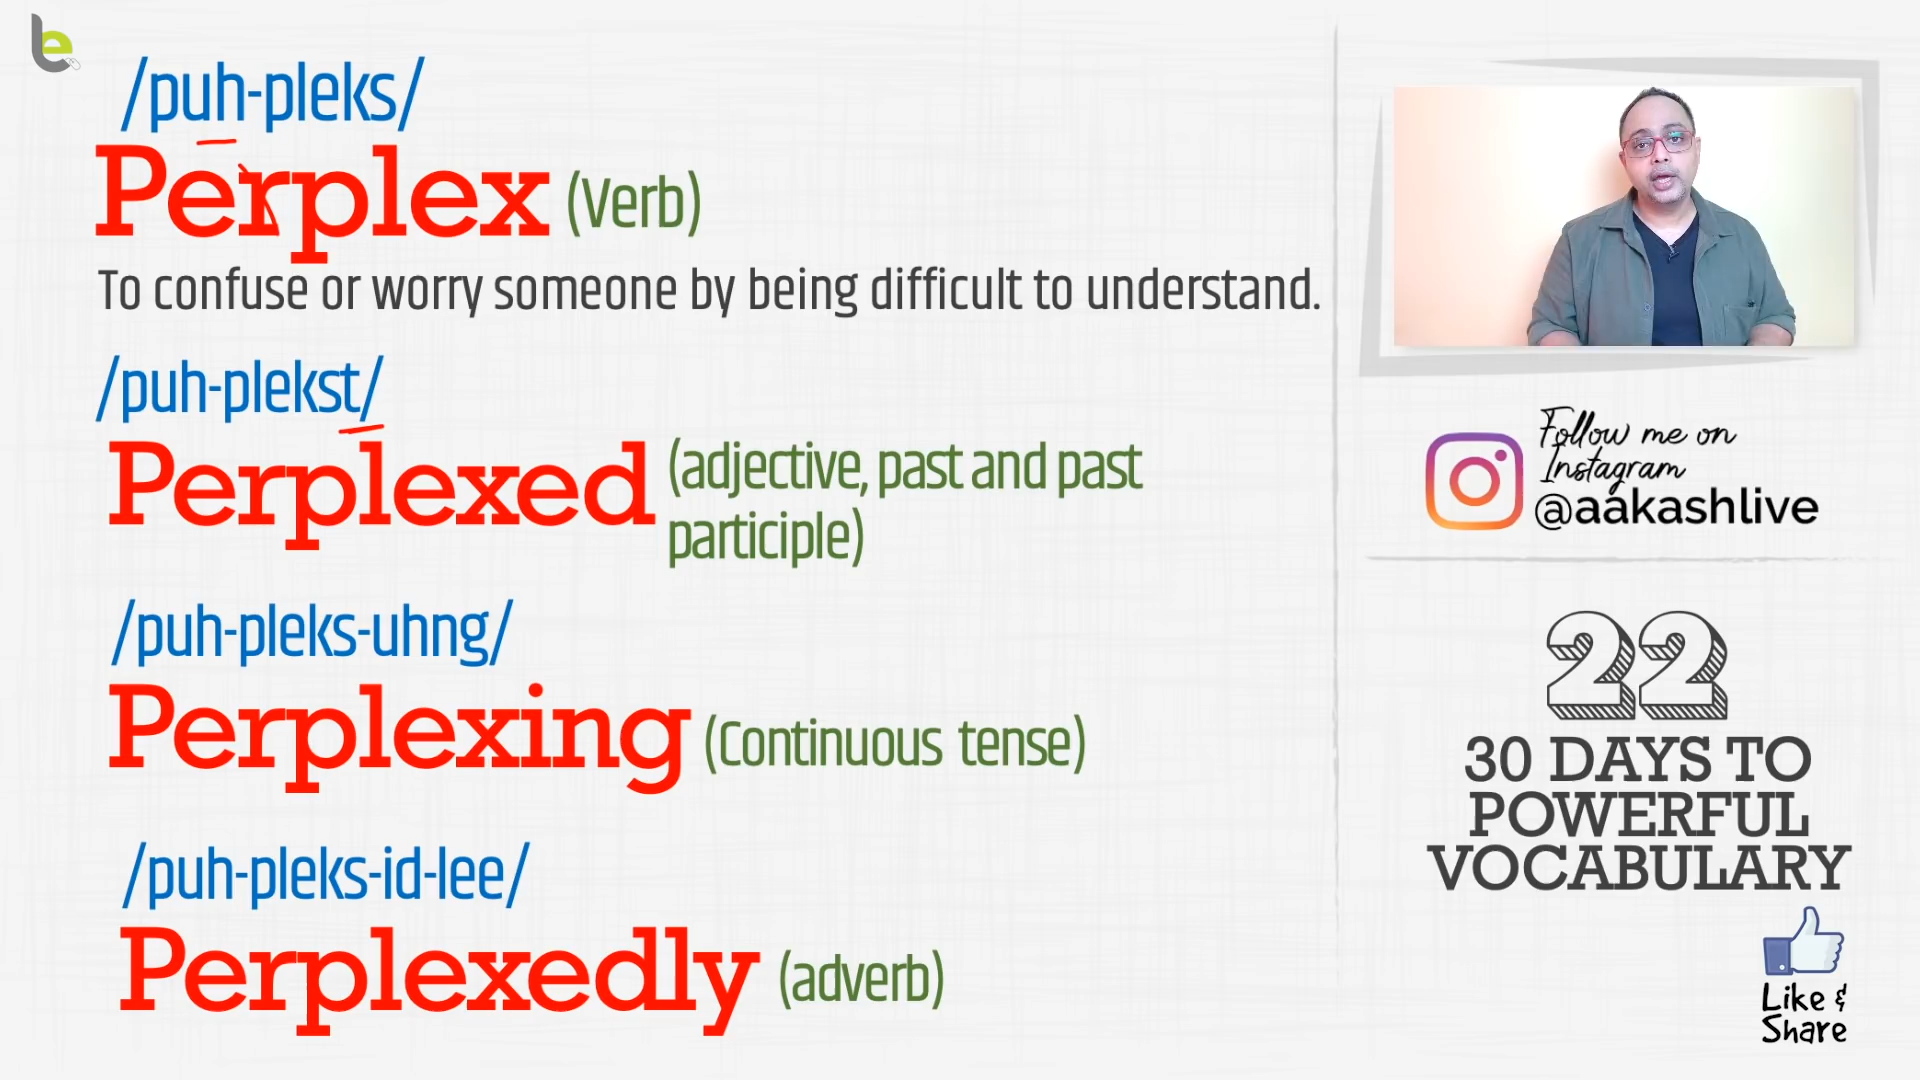 /puh-pleks/
Perplex (Verb)
To confuse or worry someone by being difficult to understand.
/puh-plekst/
Perplexed (adjective, past and past
participle)
/puh-pleks-uhng/
Perplexing (Continuous tense)
/puh-pleks-id-lee/
Perplexedly (adverb)
Follow me on
Instagram
@aakashlive
22
30 DAYS TO
POWERFUL
VOCABULARY
Like &
Share